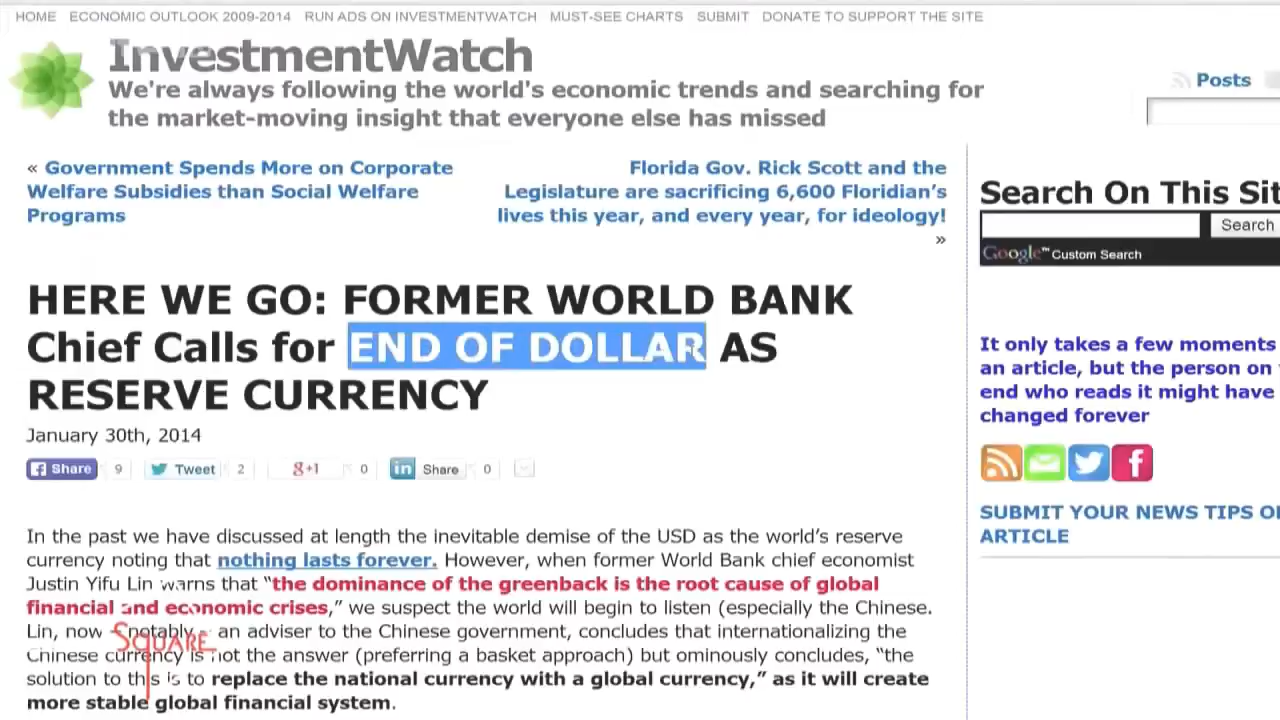 HOME ECONOMIC OUTLOOK 2009-2014 RUN ADS ON INVESTMENTWATCH MUST-SEE CHARTS SUBMIT DONATE TO SUPPORT THE SITE
InvestmentWatch
We're always following the world's economic trends and searching for
the market-moving insight that everyone else has missed
Posts
« Government Spends More on Corporate
Welfare Subsidies than Social Welfare
Programs
Florida Gov. Rick Scott and the
Legislature are sacrificing 6,600 Floridian's
lives this year, and every year, for ideology!
»
HERE WE GO: FORMER WORLD BANK
Chief Calls for END OF DOLLAR AS
RESERVE CURRENCY
January 30th, 2014
Share 9 Tweet 2 g+1 0 in Share 0
In the past we have discussed at length the inevitable demise of the USD as the world's reserve
currency noting that nothing lasts forever. However, when former World Bank chief economist
Justin Yifu Lin warns that "the dominance of the greenback is the root cause of global
financial and economic crises," we suspect the world will begin to listen (especially the Chinese.
Lin, now - notably - an adviser to the Chinese government, concludes that internationalizing the
Chinese currency is not the answer (preferring a basket approach) but ominously concludes, "the
solution to this is to replace the national currency with a global currency," as it will create
more stable global financial system.
SQUARE
Search On This Sit
Search
Google™ Custom Search
It only takes a few moments
an article, but the person on
end who reads it might have
changed forever
SUBMIT YOUR NEWS TIPS O
ARTICLE